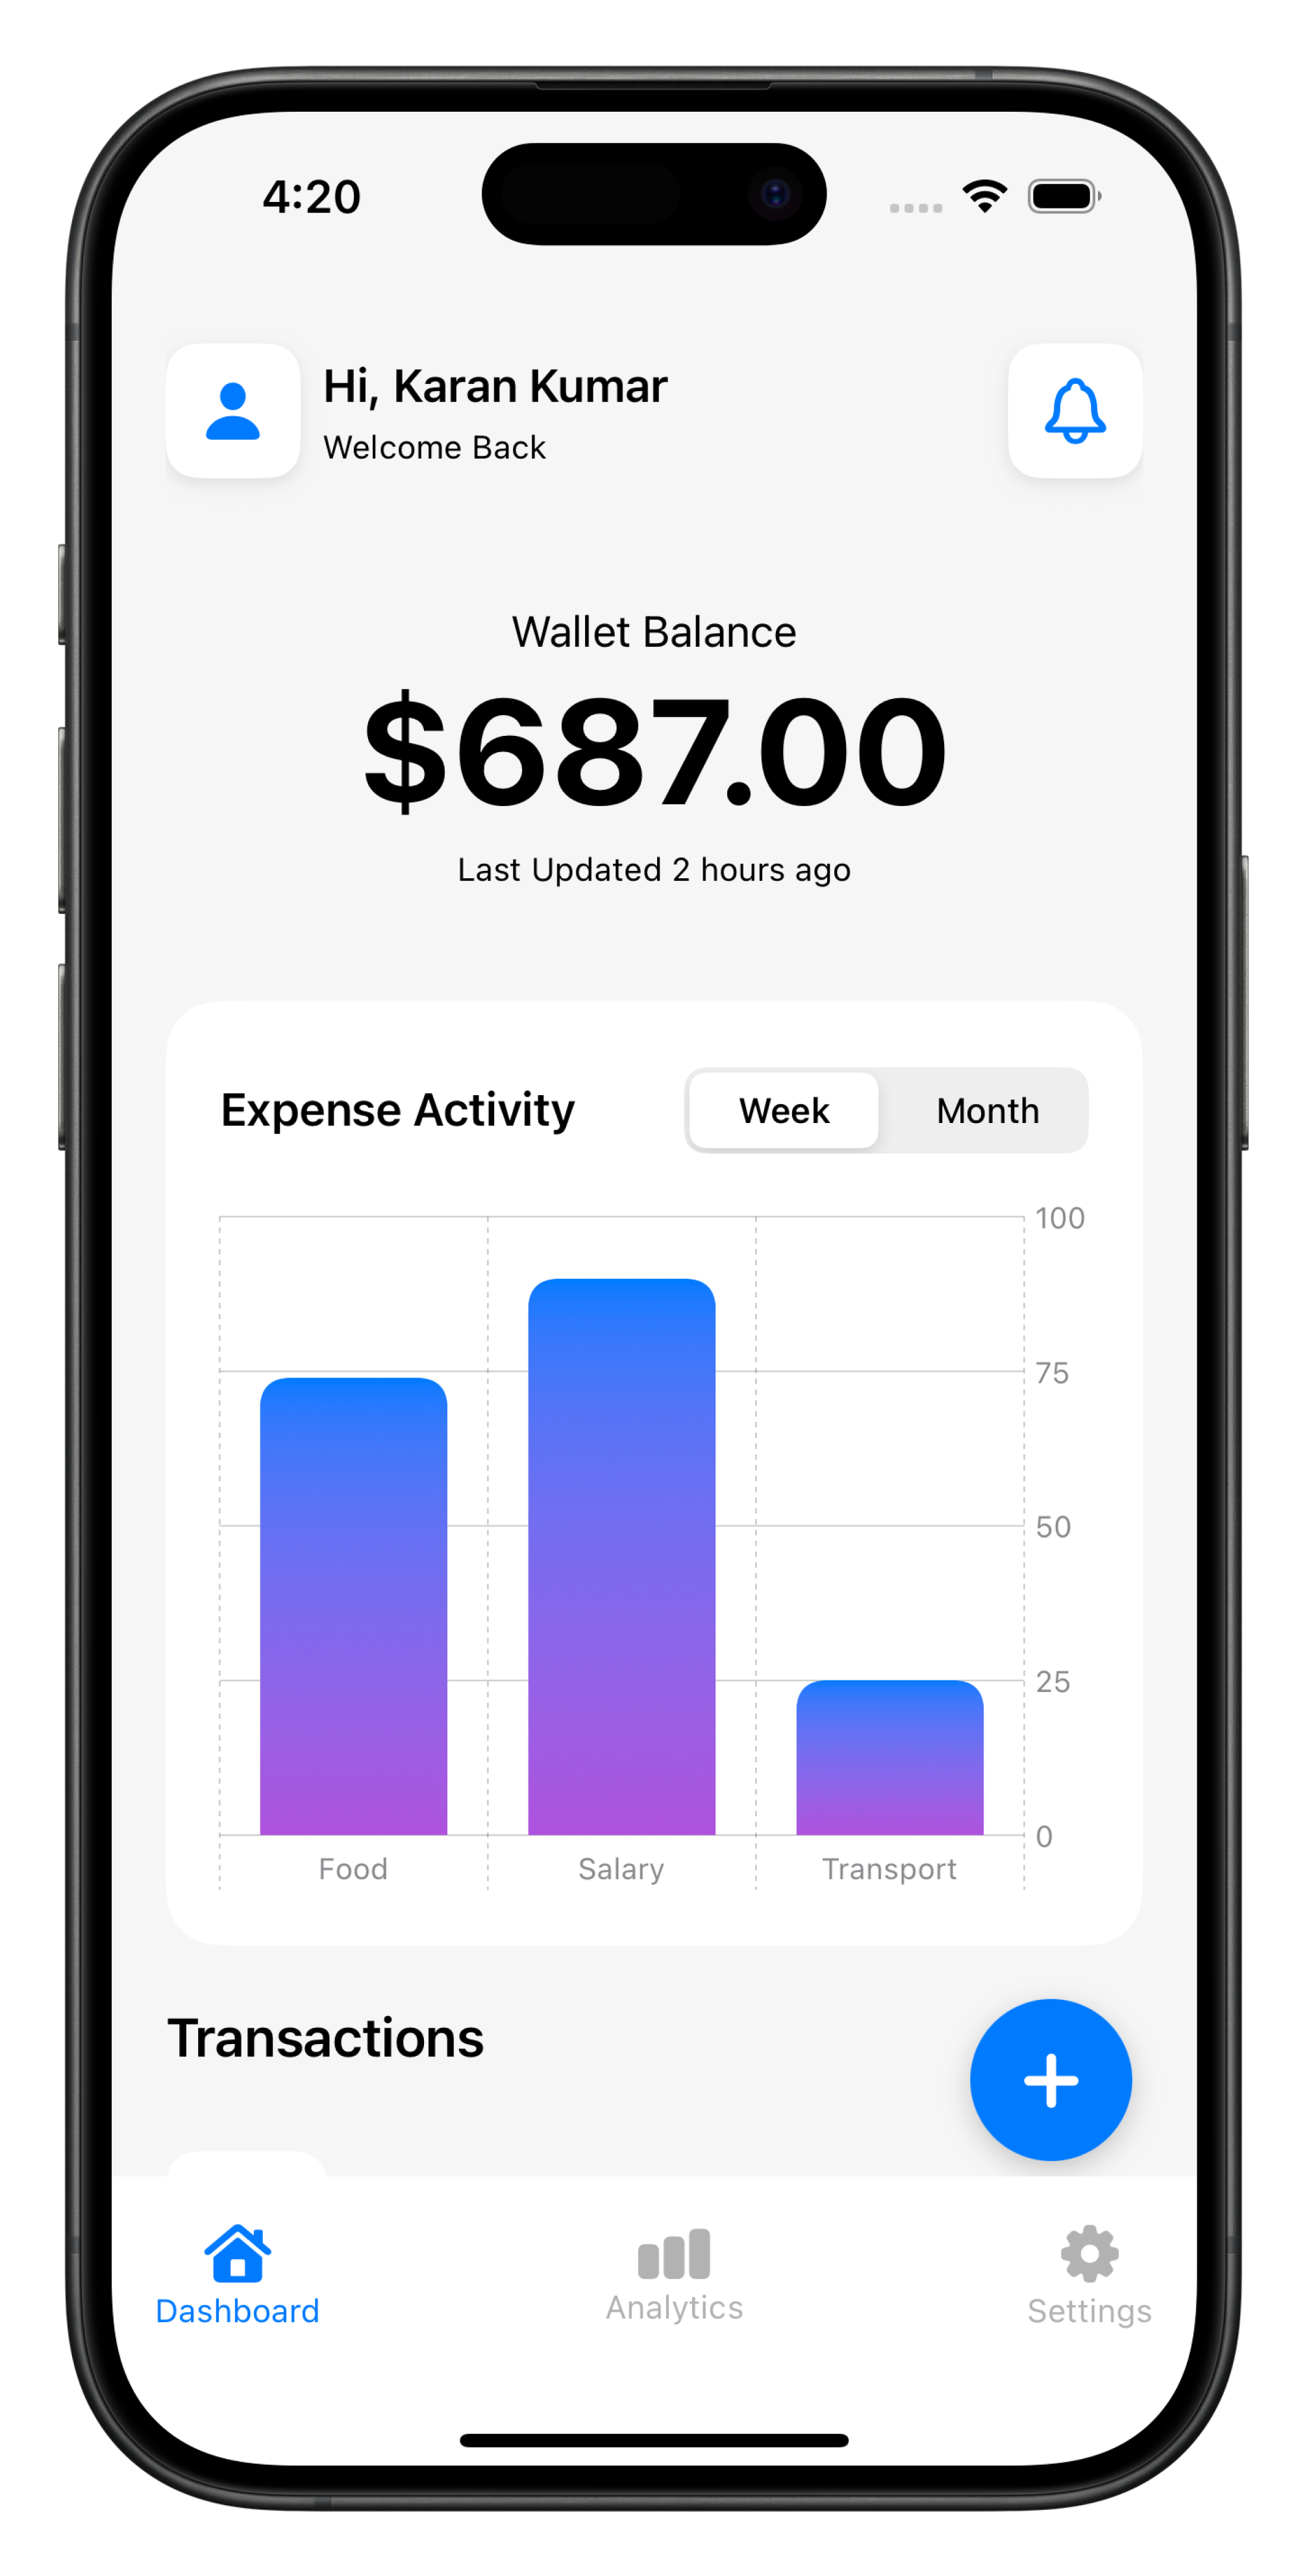 4:20
Hi, Karan Kumar
Welcome Back
Wallet Balance
$687.00
Last Updated 2 hours ago
Expense Activity
Week Month
100
75
50
25
0
Food Salary Transport
Transactions
Dashboard Analytics Settings